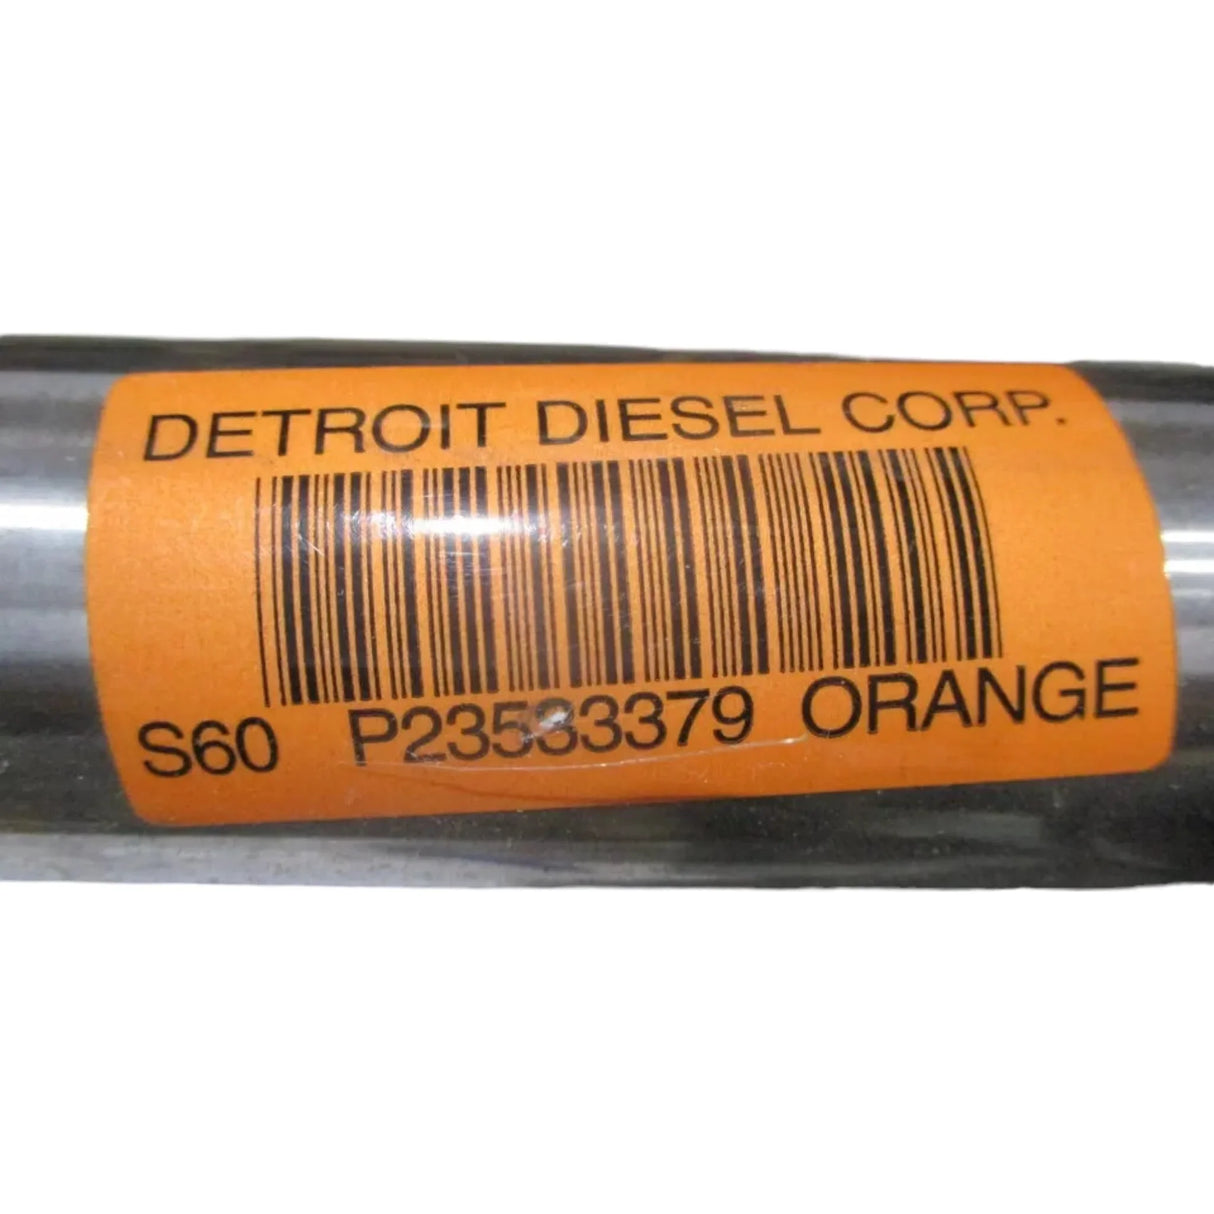 DETROIT DIESEL CORP.
S60 P23533379 ORANGE